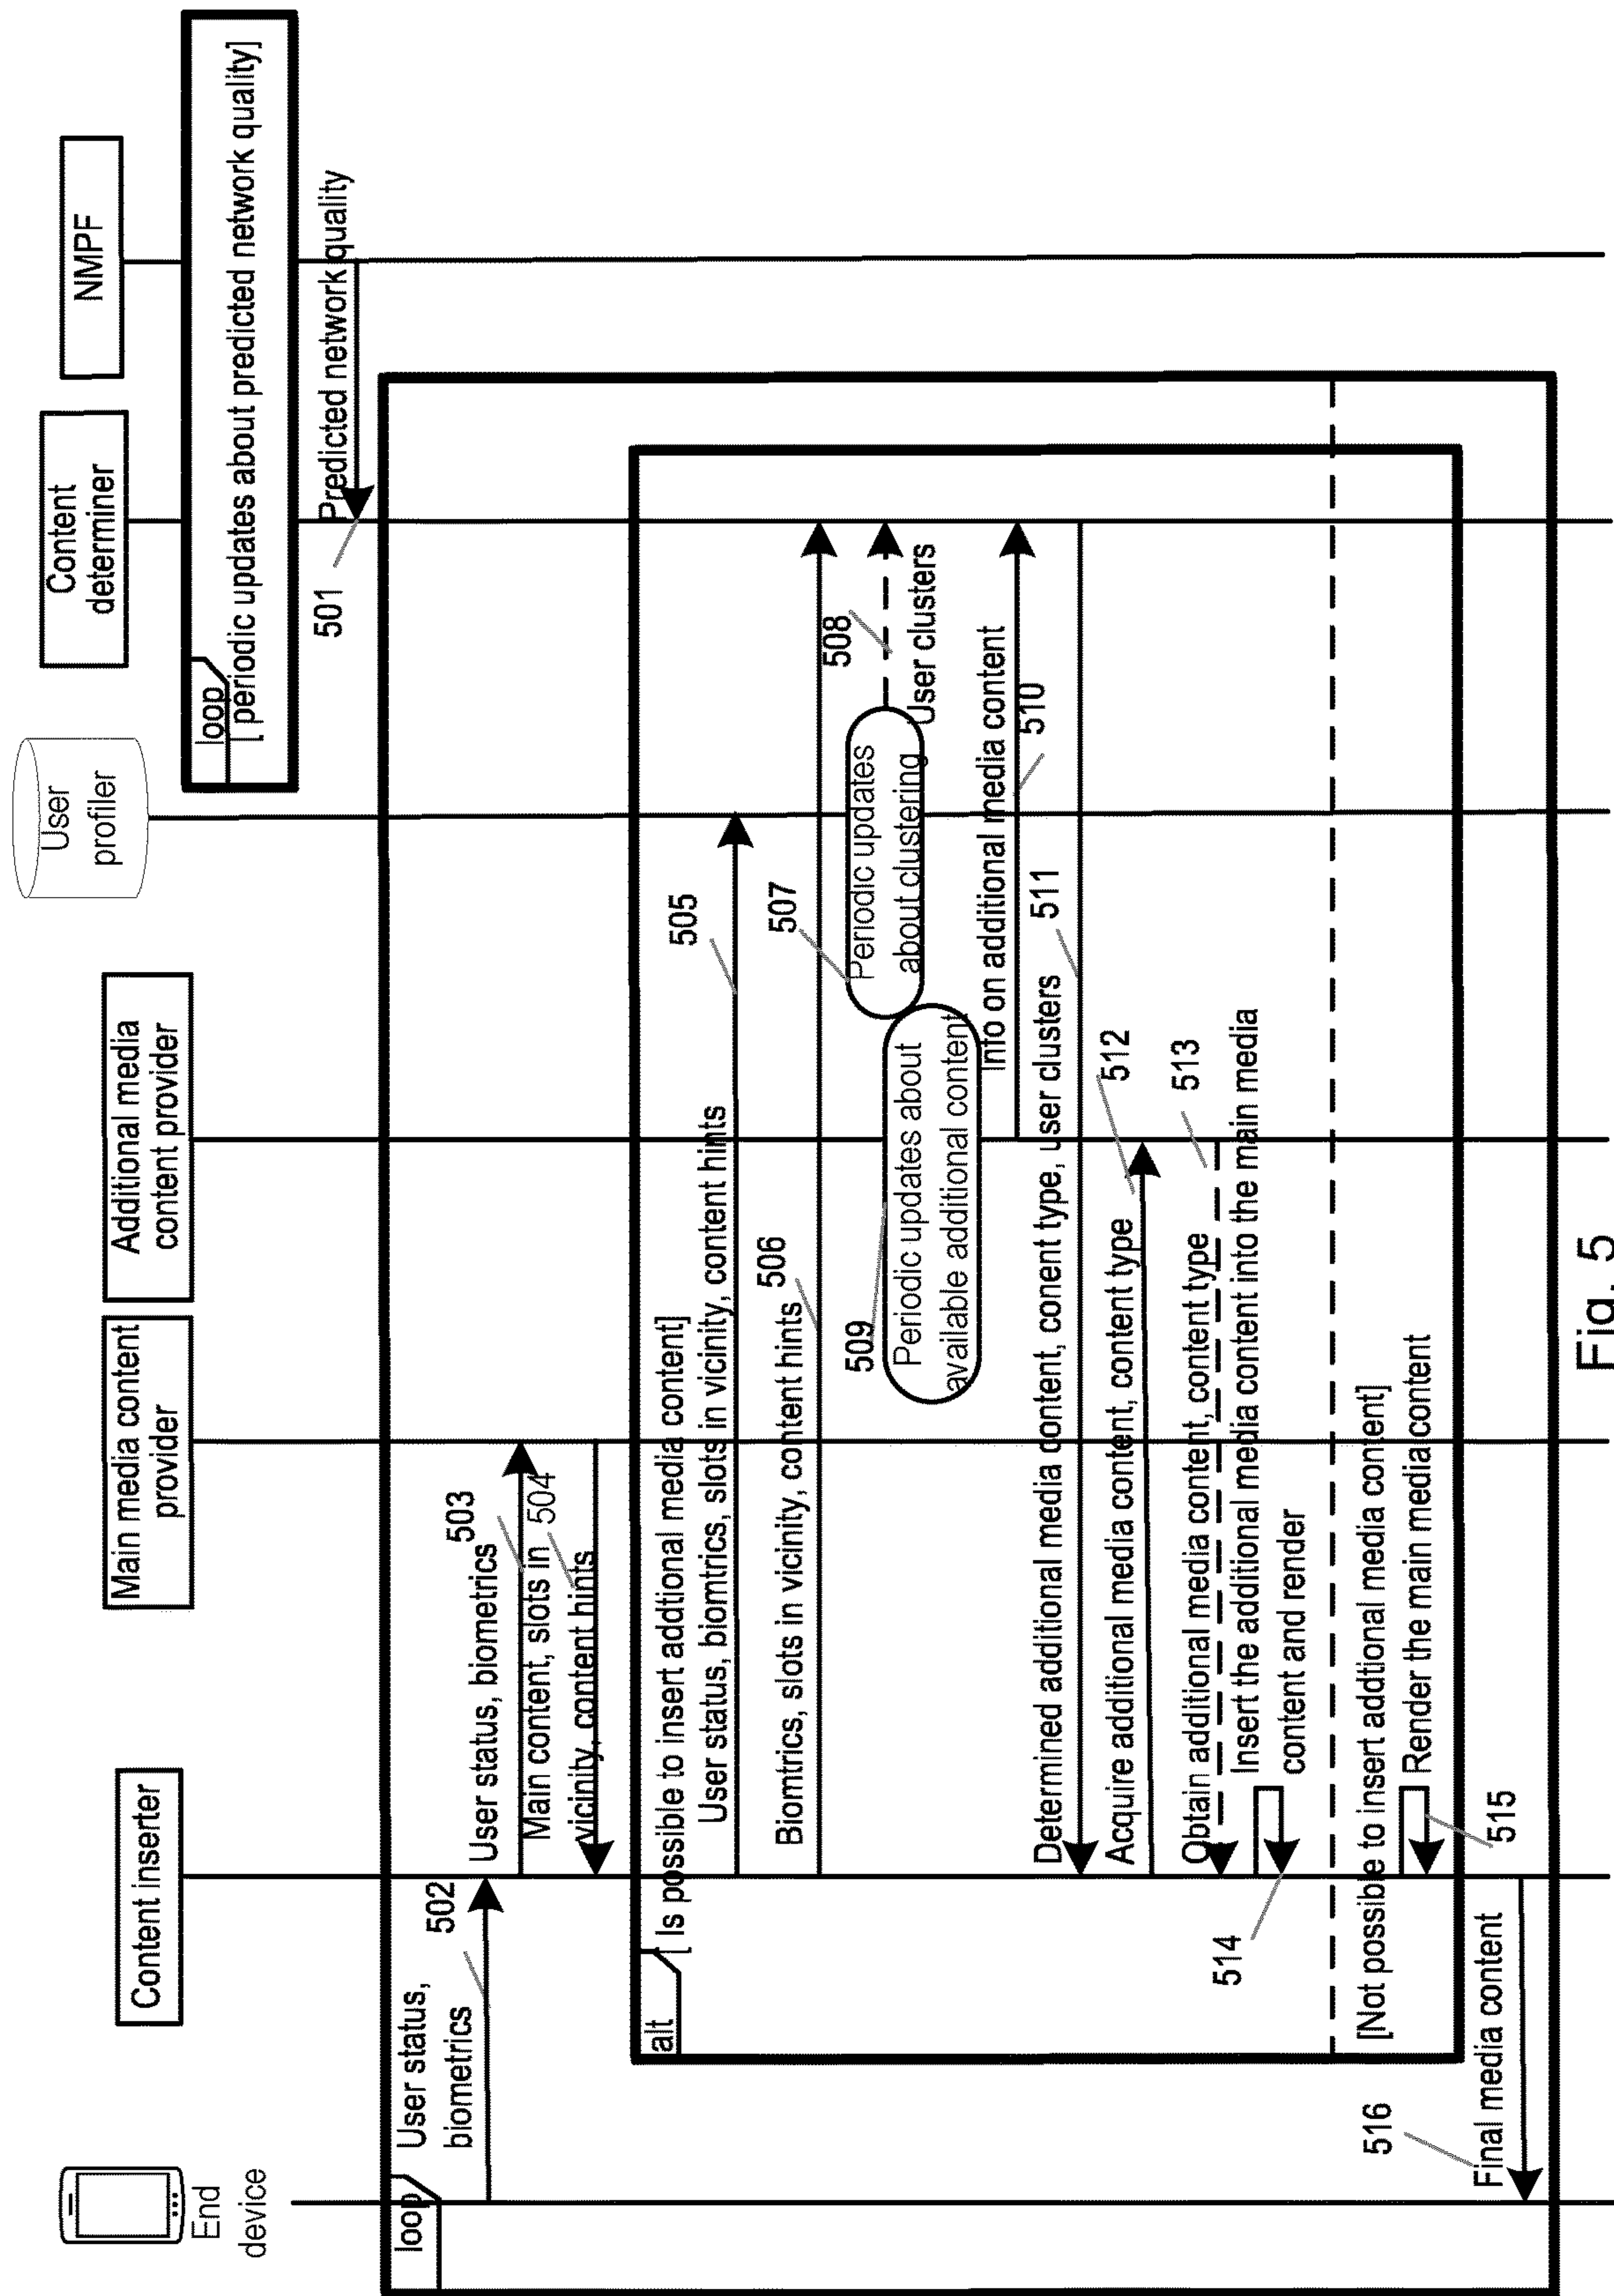 End
device
Content inserter
Main media content
provider
Additional media
content provider
User
profiler
Content
determiner
NMPF
loop
[ periodic updates about predicted network quality]
Predicted network quality
501
loop
User status,
biometrics
502
User status, biometrics
503
Main content, slots in
504
vicinity, content hints
alt
[ Is possible to insert addtional media content]
User status, biomtrics, slots in vicinity, content hints
505
Biomtrics, slots in vicinity, content hints
506
507
Periodic updates
about clustering
508
User clusters
509
Periodic updates about
available additional content
Info on additional media content
510
Determined additional media content, conent type, user clusters
511
Acquire additional media content, content type
512
Obtain additional media content, content type
513
Insert the additional media content into the main media
content and render
514
[Not possible to insert addtional media content]
Render the main media content
515
Final media content
516
Fig. 5